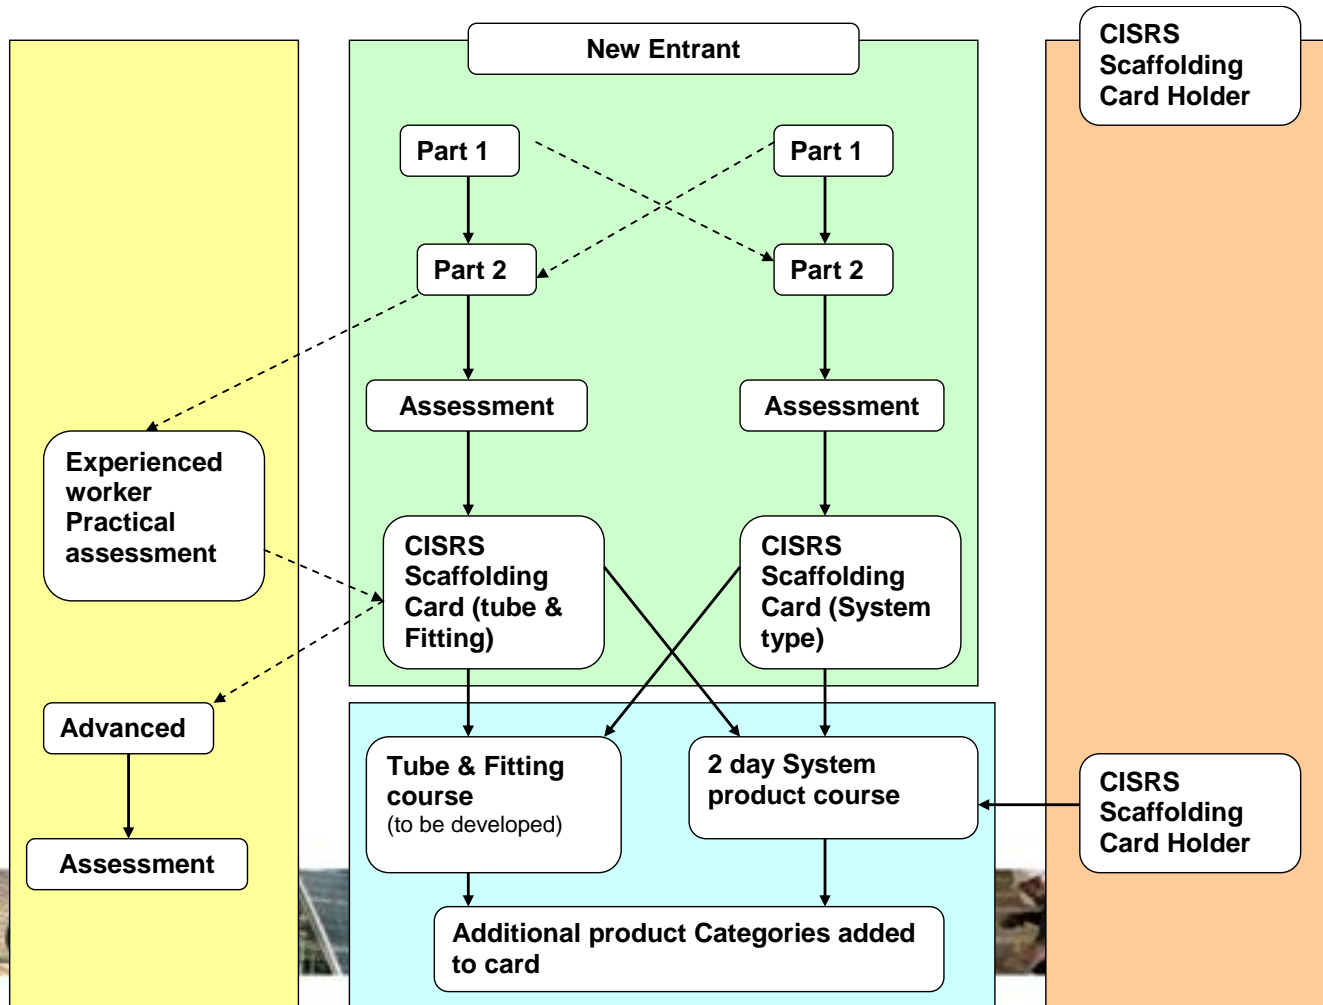 New Entrant
CISRS
Scaffolding
Card Holder
Part 1
Part 1
Part 2
Part 2
Assessment
Assessment
Experienced
worker
Practical
assessment
CISRS
Scaffolding
Card (tube &
Fitting)
CISRS
Scaffolding
Card (System
type)
Advanced
Assessment
Tube & Fitting
course
(to be developed)
2 day System
product course
CISRS
Scaffolding
Card Holder
Additional product Categories added
to card